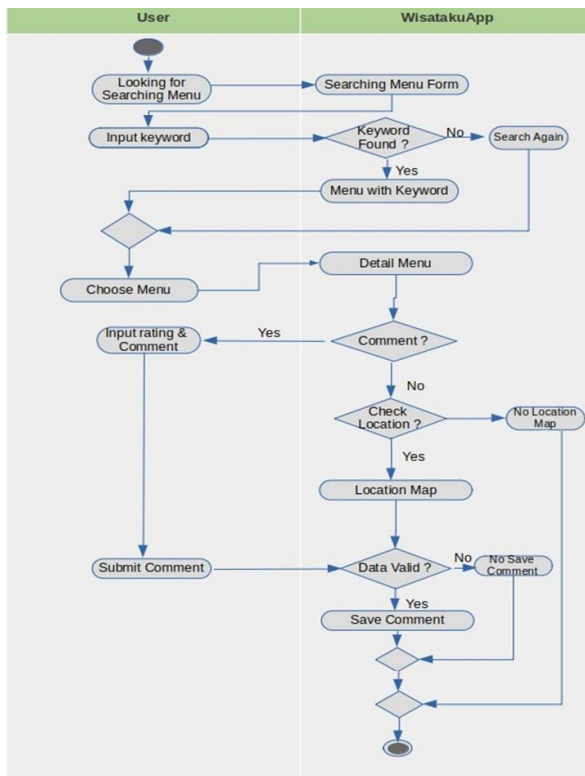 User
WisatakuApp
Looking for
Searching Menu
Searching Menu Form
Input keyword
Keyword
Found ?
No
Search Again
Yes
Menu with Keyword
Choose Menu
Detail Menu
Input rating &
Comment
Yes
Comment ?
No
Check
Location ?
No Location
Map
Yes
Location Map
Submit Comment
Data Valid ?
No
No Save
Comment
Yes
Save Comment